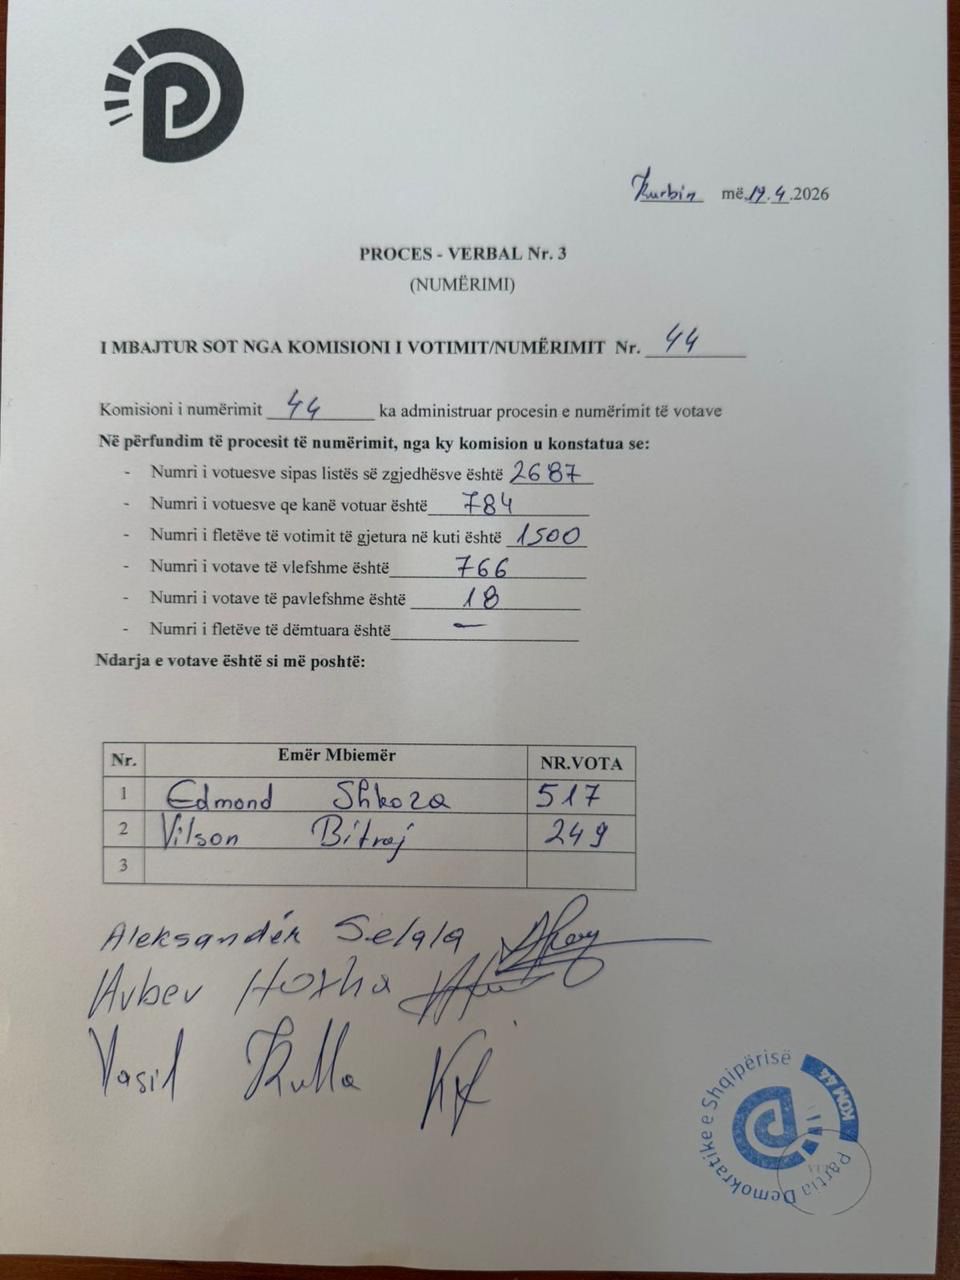 Kurbin më 19.4.2026
PROCES - VERBAL Nr. 3
(NUMËRIMI)
I MBAJTUR SOT NGA KOMISIONI I VOTIMIT/NUMËRIMIT Nr. 44
Komisioni i numërimit 44 ka administruar procesin e numërimit të votave
Në përfundim të procesit të numërimit, nga ky komision u konstatua se:
- Numri i votuesve sipas listës së zgjedhësve është 2687
- Numri i votuesve qe kanë votuar është 784
- Numri i fletëve të votimit të gjetura në kuti është 1500
- Numri i votave të vlefshme është 766
- Numri i votave të pavlefshme është 18
- Numri i fletëve të dëmtuara është —
Ndarja e votave është si më poshtë:
Nr. Emër Mbiemër NR.VOTA
1 Edmond Shkoza 517
2 Vilson Bitraj 249
3
Aleksandër Selala
Hoxha
Vasil Kulla
Partia Demokratike e Shqipërisë
KOM 44